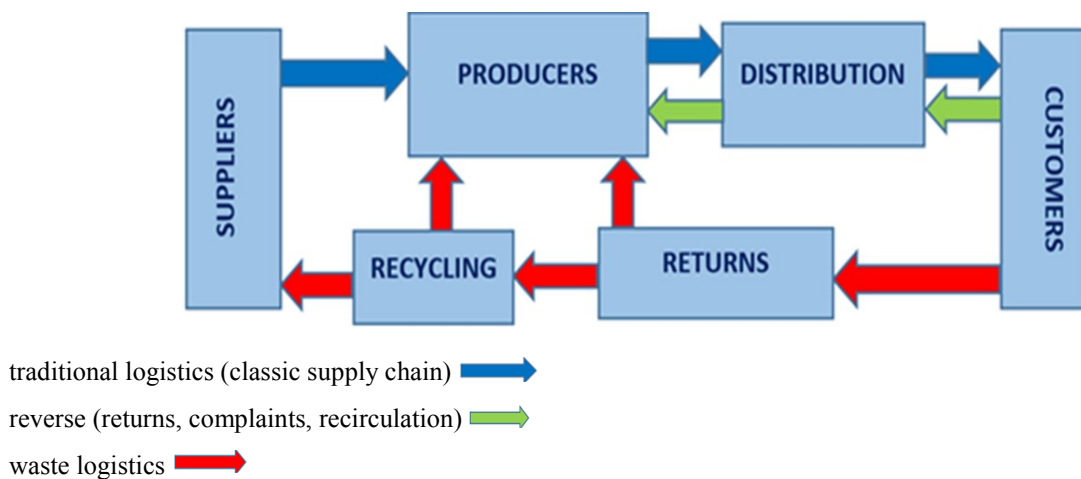 SUPPLIERS
PRODUCERS
DISTRIBUTION
CUSTOMERS
RECYCLING
RETURNS
traditional logistics (classic supply chain)
reverse (returns, complaints, recirculation)
waste logistics